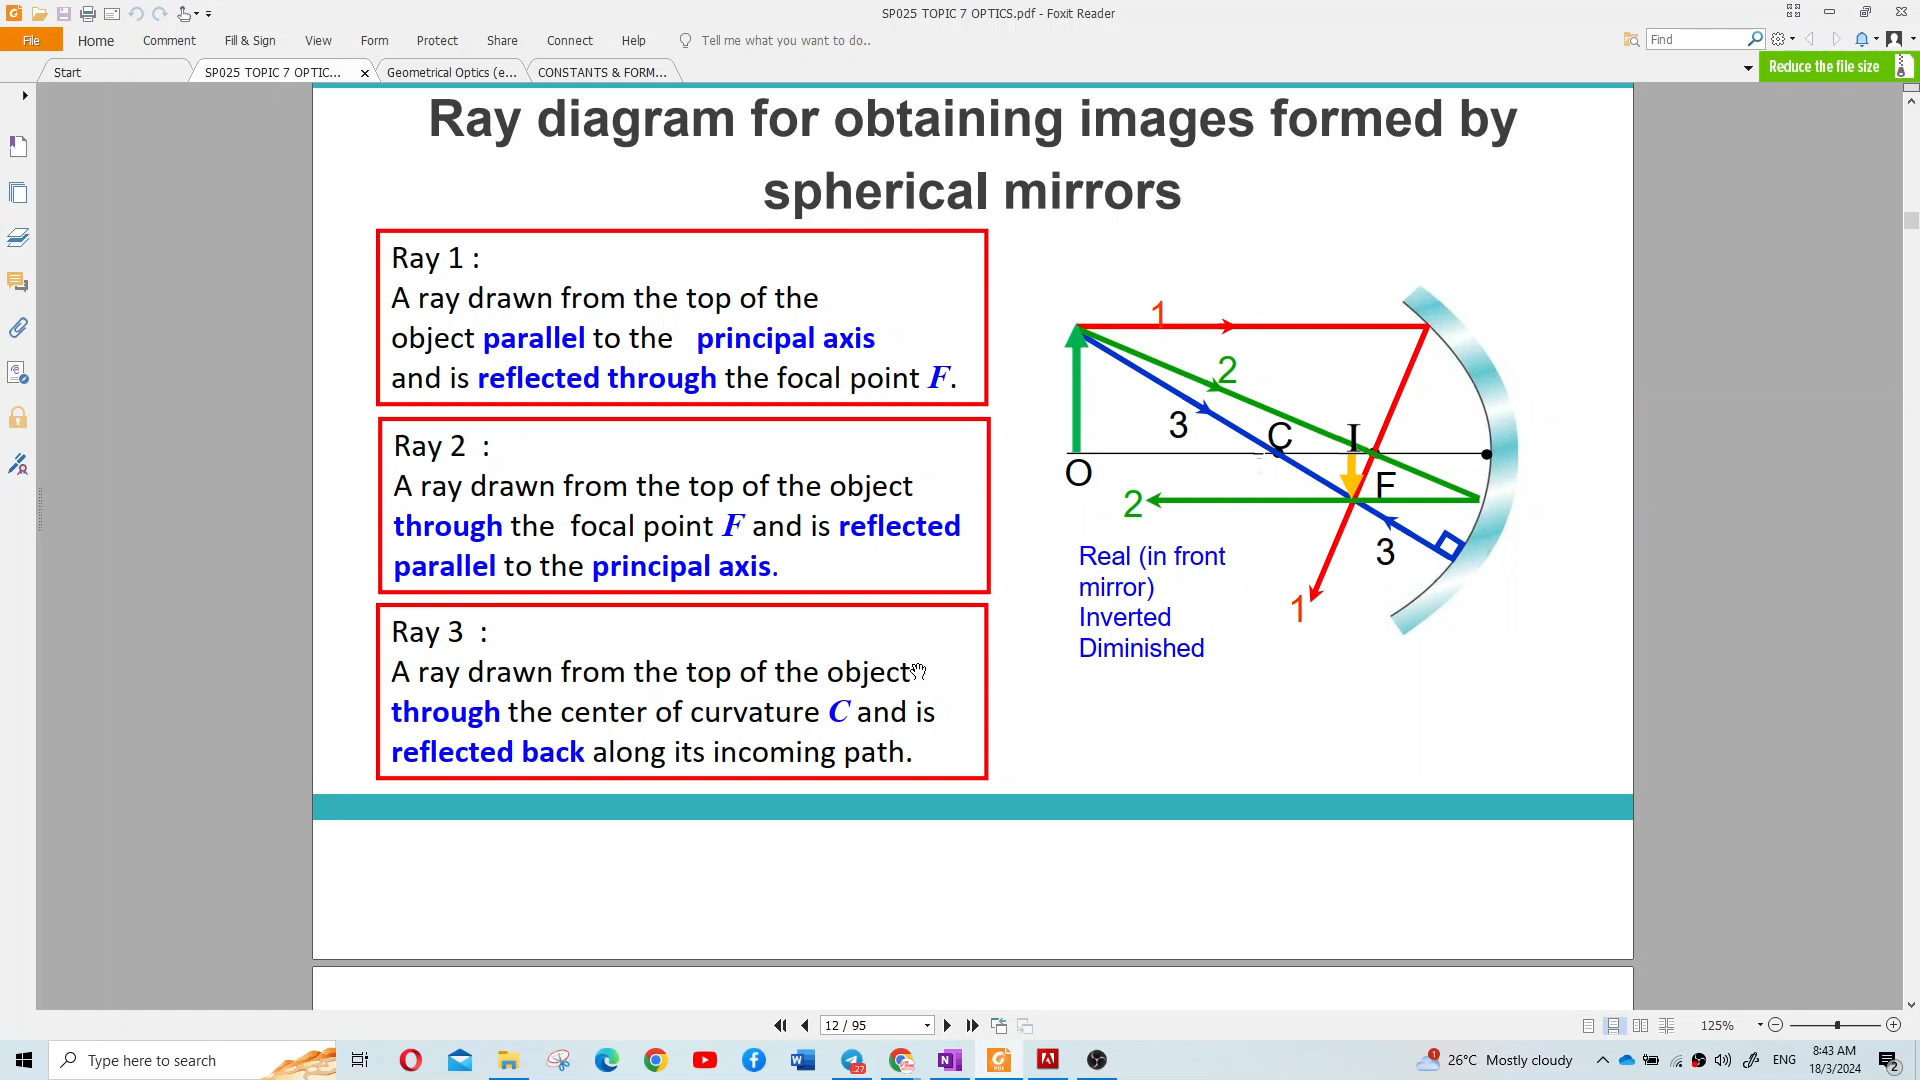 SP025 TOPIC 7 OPTICS.pdf - Foxit Reader
File Home Comment Fill & Sign View Form Protect Share Connect Help Tell me what you want to do.. Find
Start SP025 TOPIC 7 OPTIC... Geometrical Optics (e... CONSTANTS & FORM... Reduce the file size
Ray diagram for obtaining images formed by
spherical mirrors
Ray 1 :
A ray drawn from the top of the
object parallel to the principal axis
and is reflected through the focal point F.
Ray 2 :
A ray drawn from the top of the object
through the focal point F and is reflected
parallel to the principal axis.
Ray 3 :
A ray drawn from the top of the object
through the center of curvature C and is
reflected back along its incoming path.
1
2
3
C
I
O
F
2
3
1
Real (in front
mirror)
Inverted
Diminished
12 / 95
125%
Type here to search
27
1
26°C Mostly cloudy
ENG
8:43 AM
18/3/2024
2